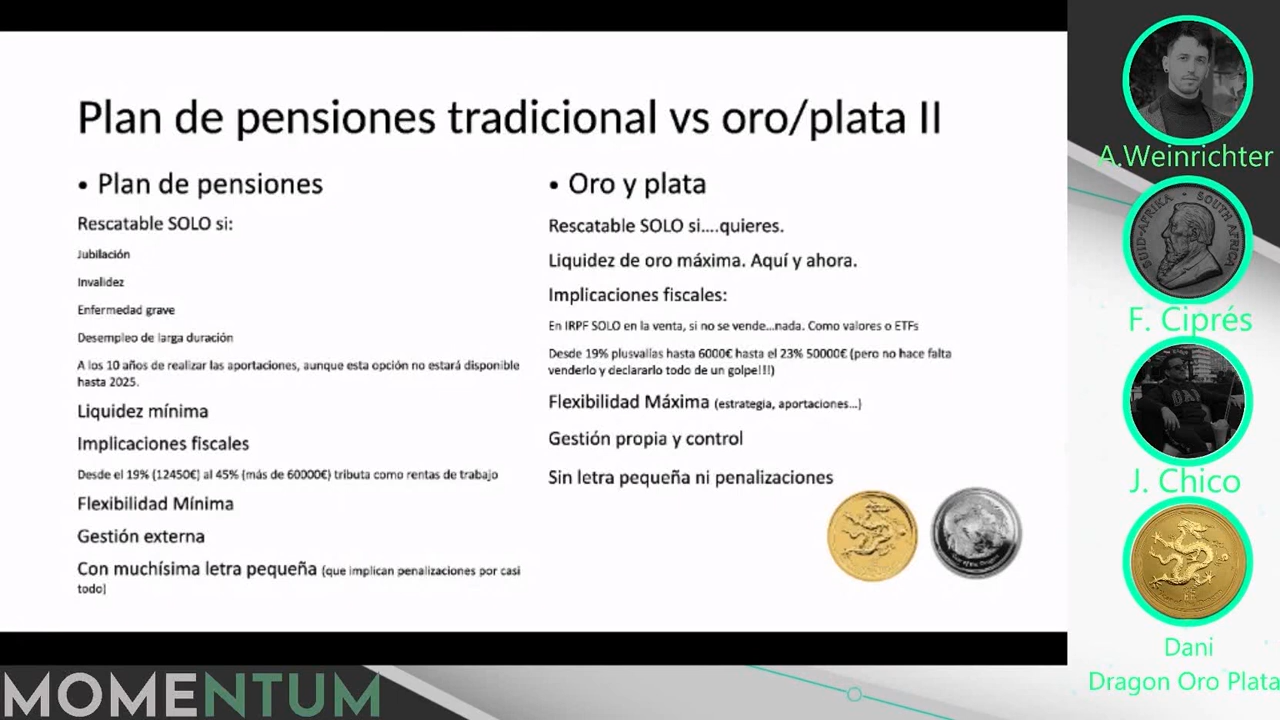 Plan de pensiones tradicional vs oro/plata II
• Plan de pensiones
Rescatable SOLO si:
Jubilación
Invalidez
Enfermedad grave
Desempleo de larga duración
A los 10 años de realizar las aportaciones, aunque esta opción no estará disponible
hasta 2025.
Liquidez mínima
Implicaciones fiscales
Desde el 19% (12450€) al 45% (más de 60000€) tributa como rentas de trabajo
Flexibilidad Mínima
Gestión externa
Con muchísima letra pequeña (que implican penalizaciones por casi
todo)
• Oro y plata
Rescatable SOLO si....quieres.
Liquidez de oro máxima. Aquí y ahora.
Implicaciones fiscales:
En IRPF SOLO en la venta, si no se vende...nada. Como valores o ETFs
Desde 19% plusvalías hasta 6000€ hasta el 23% 50000€ (pero no hace falta
venderlo y declararlo todo de un golpe!!!)
Flexibilidad Máxima (estrategia, aportaciones...)
Gestión propia y control
Sin letra pequeña ni penalizaciones
A.Weinrichter
SUID-AFRIKA · SOUTH AFRICA
F. Ciprés
J. Chico
Dani
Dragon Oro Plata
MOMENTUM